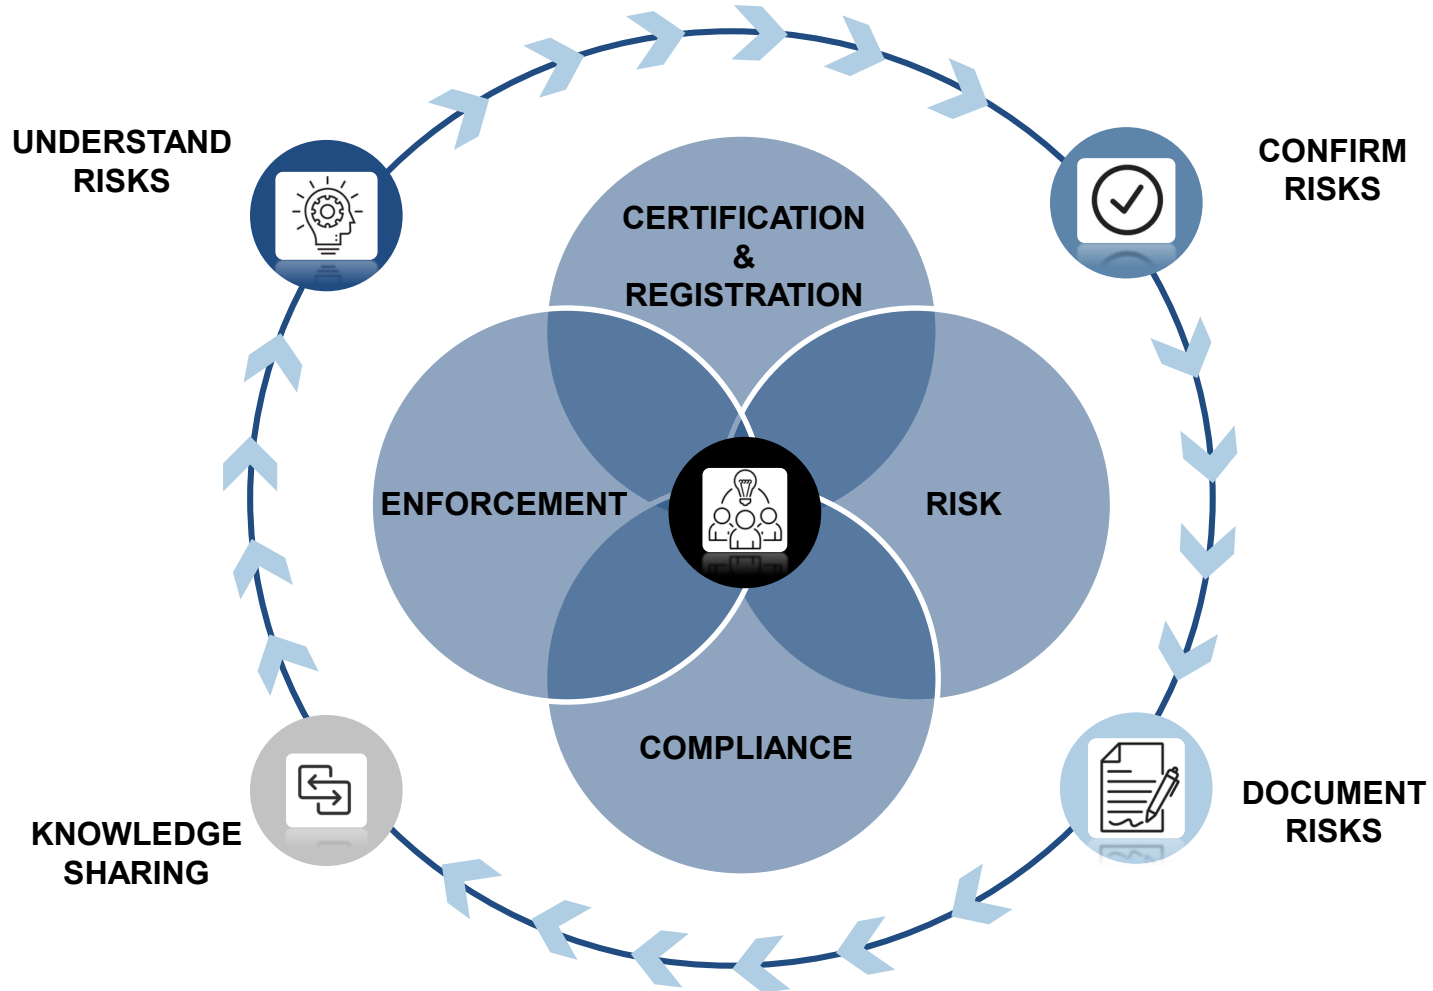 UNDERSTAND
RISKS
CONFIRM
RISKS
CERTIFICATION
&
REGISTRATION
ENFORCEMENT
RISK
COMPLIANCE
KNOWLEDGE
SHARING
DOCUMENT
RISKS